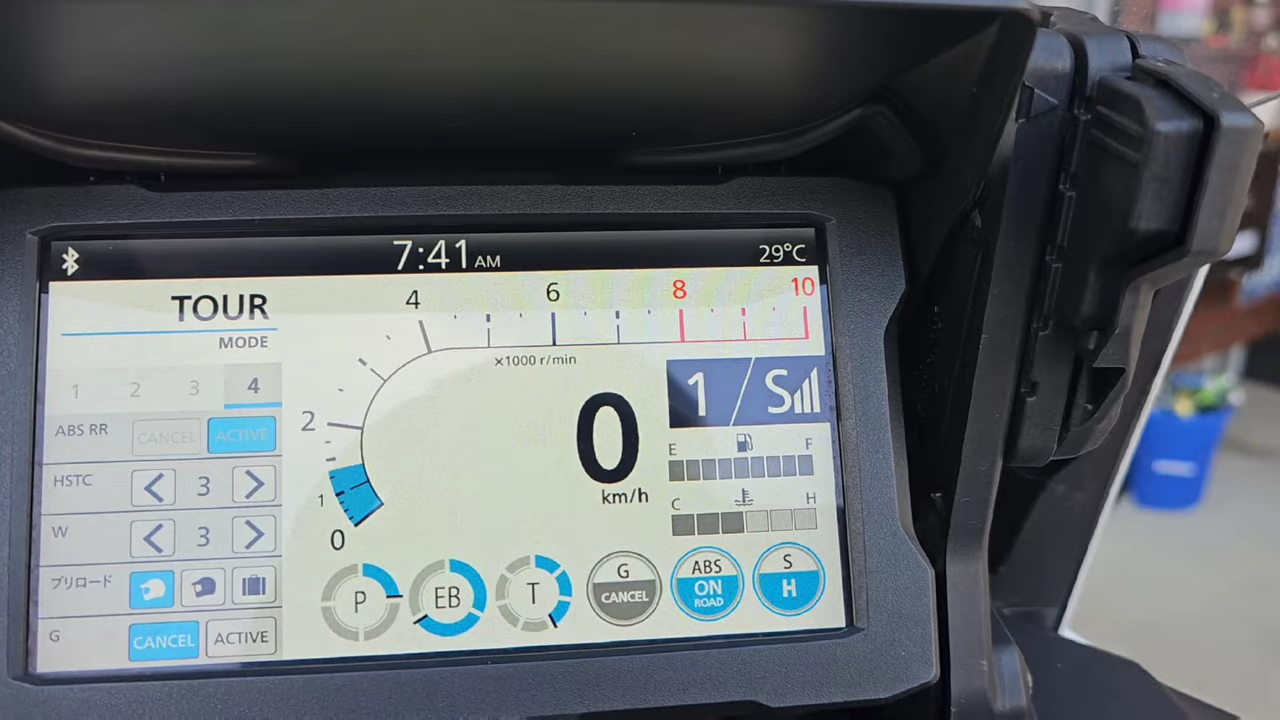 7:41 AM
29°C
TOUR
MODE
1 2 3 4
ABS RR CANCEL ACTIVE
HSTC < 3 >
W < 3 >
プリロード
G CANCEL ACTIVE
0 1 2 4 6 8 10
×1000 r/min
0
km/h
1/S
E F
C H
P
EB
T
G
CANCEL
ABS
ON
ROAD
S
H